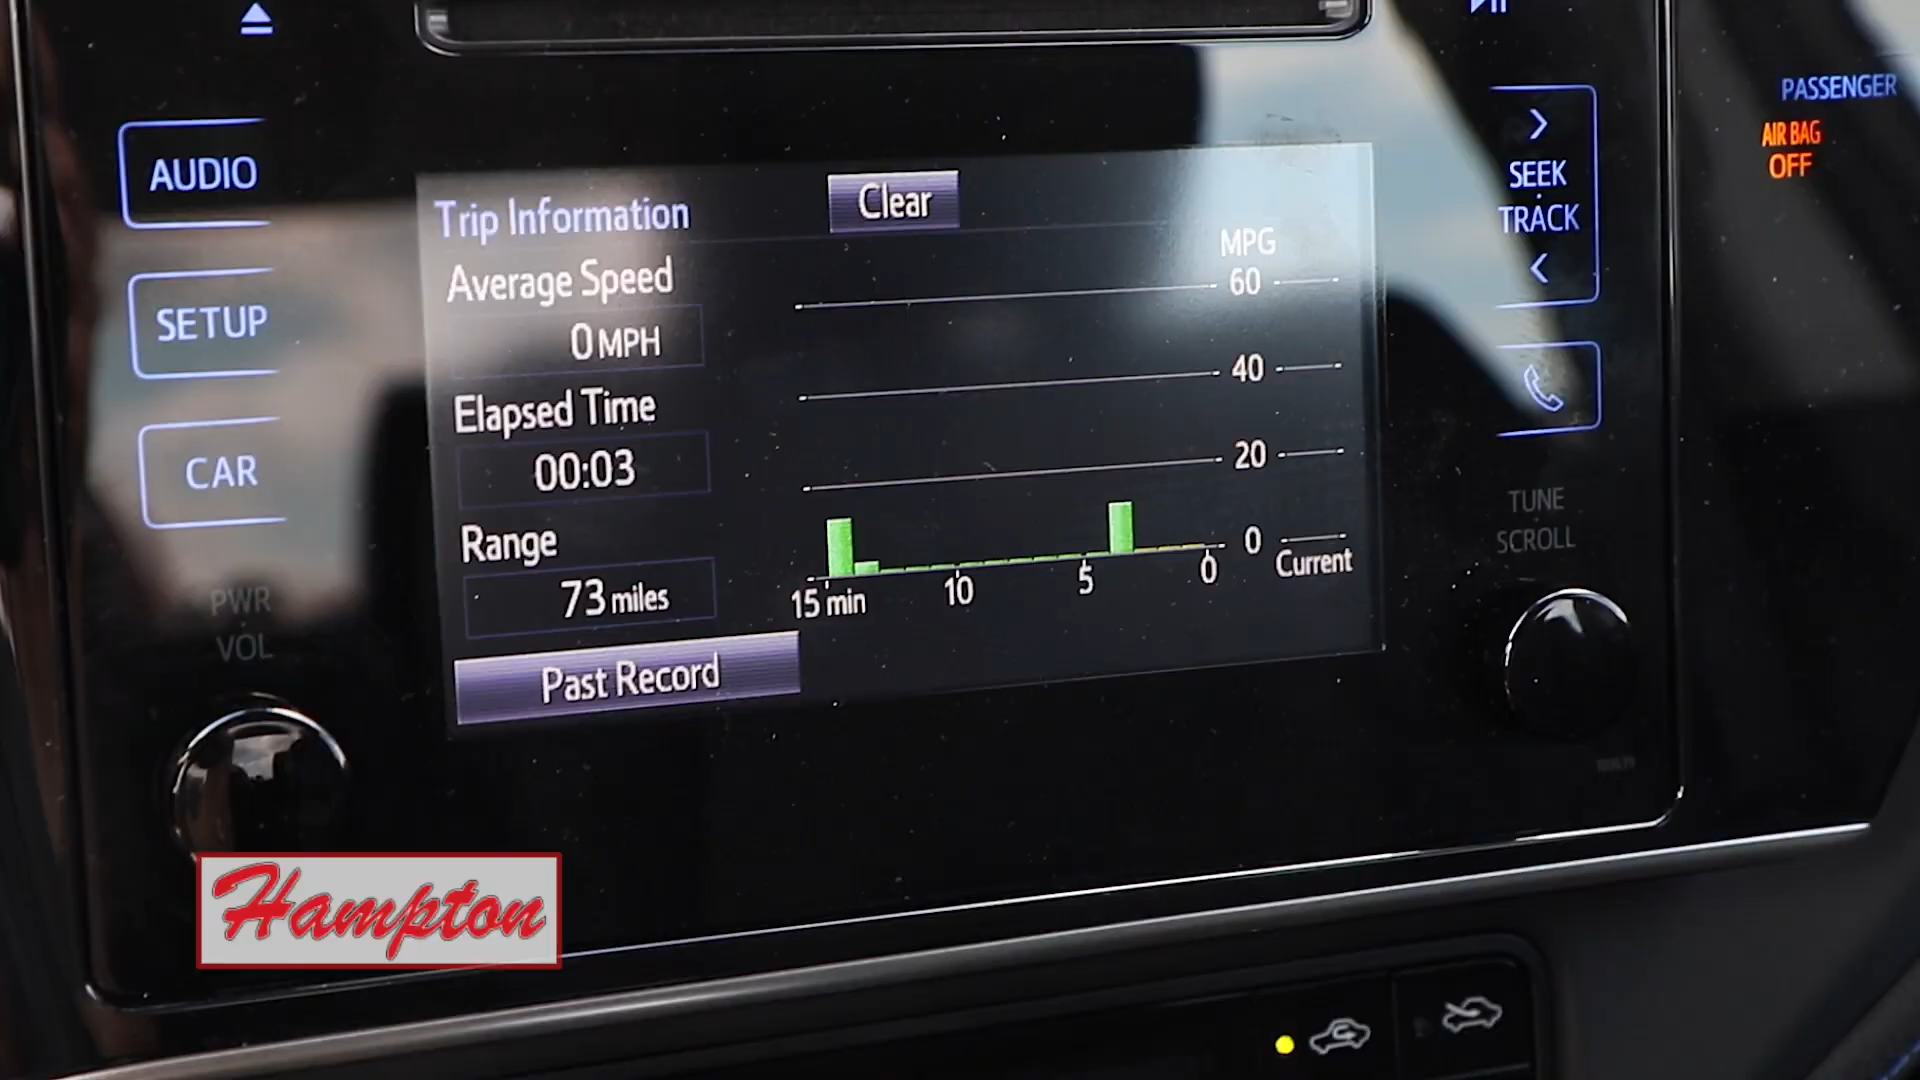 AUDIO
SETUP
CAR
PWR
VOL
Trip Information
Clear
Average Speed
0 MPH
Elapsed Time
00:03
Range
73 miles
Past Record
MPG
60
40
20
0
15 min
10
5
0
Current
SEEK
TRACK
TUNE
SCROLL
PASSENGER
AIR BAG
OFF
Hampton